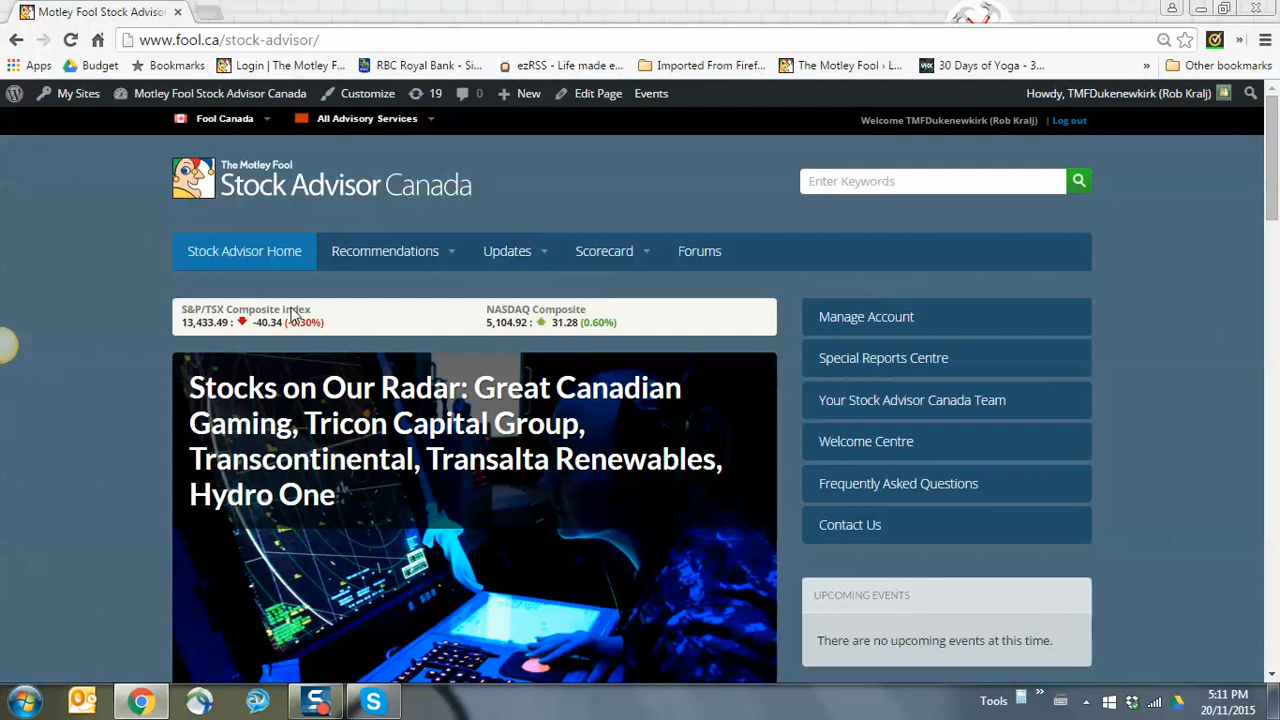 Motley Fool Stock Adviso
www.fool.ca/stock-advisor/
Apps Budget Bookmarks Login | The Motley F... RBC Royal Bank - Si... ezRSS - Life made e... Imported From Firef... The Motley Fool › L... VHX 30 Days of Yoga - 3... » Other bookmarks
My Sites Motley Fool Stock Advisor Canada Customize 19 0 New Edit Page Events Howdy, TMFDukenewkirk (Rob Kralj)
Fool Canada All Advisory Services Welcome TMFDukenewkirk (Rob Kralj) | Log out
The Motley Fool
Stock Advisor Canada
Enter Keywords
Stock Advisor Home Recommendations Updates Scorecard Forums
S&P/TSX Composite Index NASDAQ Composite
13,433.49 : -40.34 (-0.30%) 5,104.92 : 31.28 (0.60%)
Manage Account
Special Reports Centre
Your Stock Advisor Canada Team
Welcome Centre
Frequently Asked Questions
Contact Us
Stocks on Our Radar: Great Canadian
Gaming, Tricon Capital Group,
Transcontinental, Transalta Renewables,
Hydro One
UPCOMING EVENTS
There are no upcoming events at this time.
Tools » 5:11 PM
20/11/2015